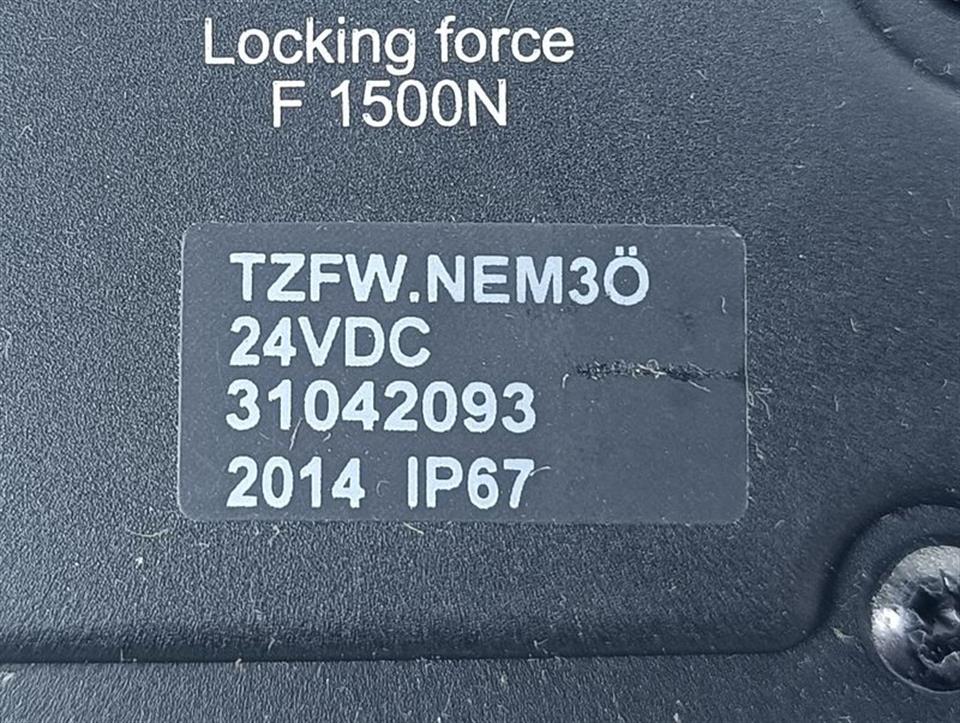 Locking force
F 1500N
TZFW.NEM3Ö
24VDC
31042093
2014 IP67